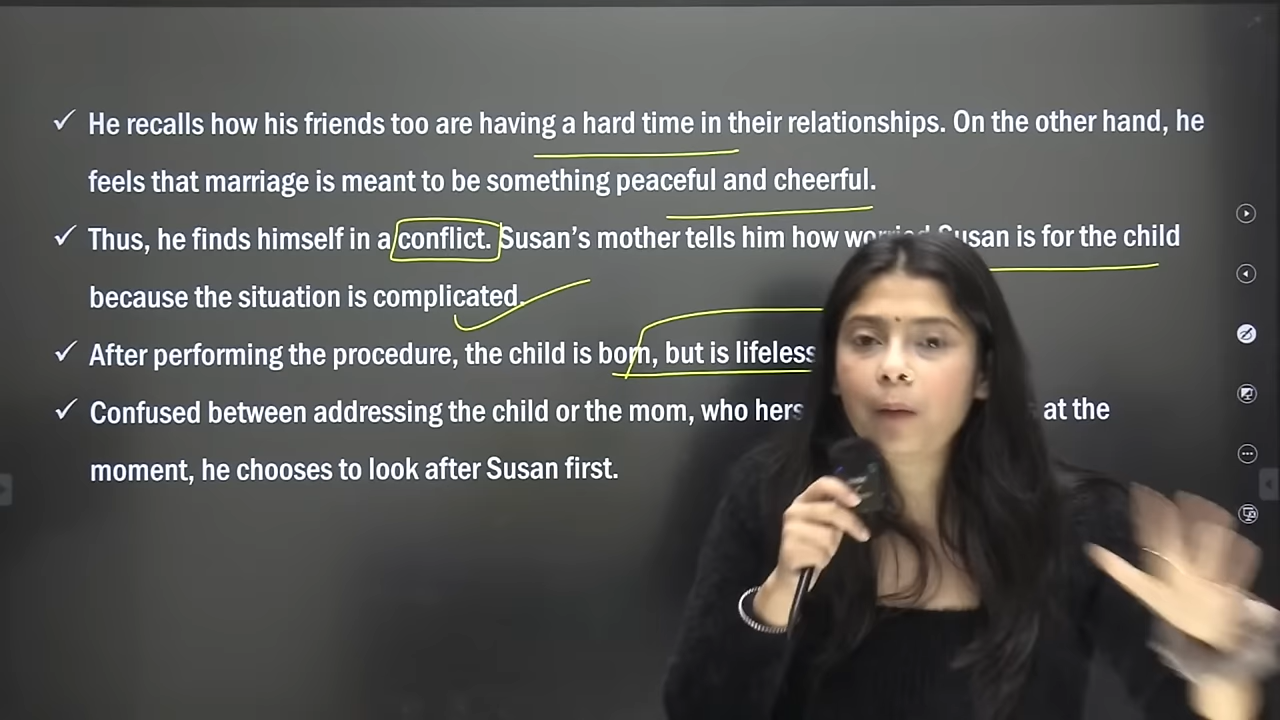 ✓ He recalls how his friends too are having a hard time in their relationships. On the other hand, he
feels that marriage is meant to be something peaceful and cheerful.
✓ Thus, he finds himself in a conflict. Susan’s mother tells him how worried Susan is for the child
because the situation is complicated.
✓ After performing the procedure, the child is born, but is lifeless
✓ Confused between addressing the child or the mom, who at the
moment, he chooses to look after Susan first.